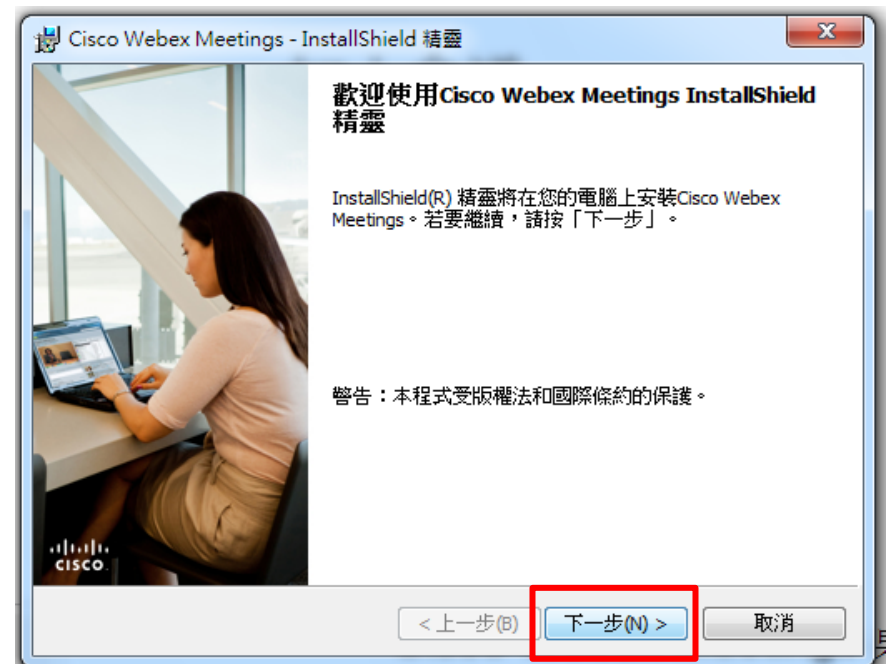 Cisco Webex Meetings - InstallShield 精靈
歡迎使用Cisco Webex Meetings InstallShield
精靈
InstallShield(R) 精靈將在您的電腦上安裝Cisco Webex
Meetings。若要繼續，請按「下一步」。
警告：本程式受版權法和國際條約的保護。
CISCO
< 上一步(B)
下一步(N) >
取消